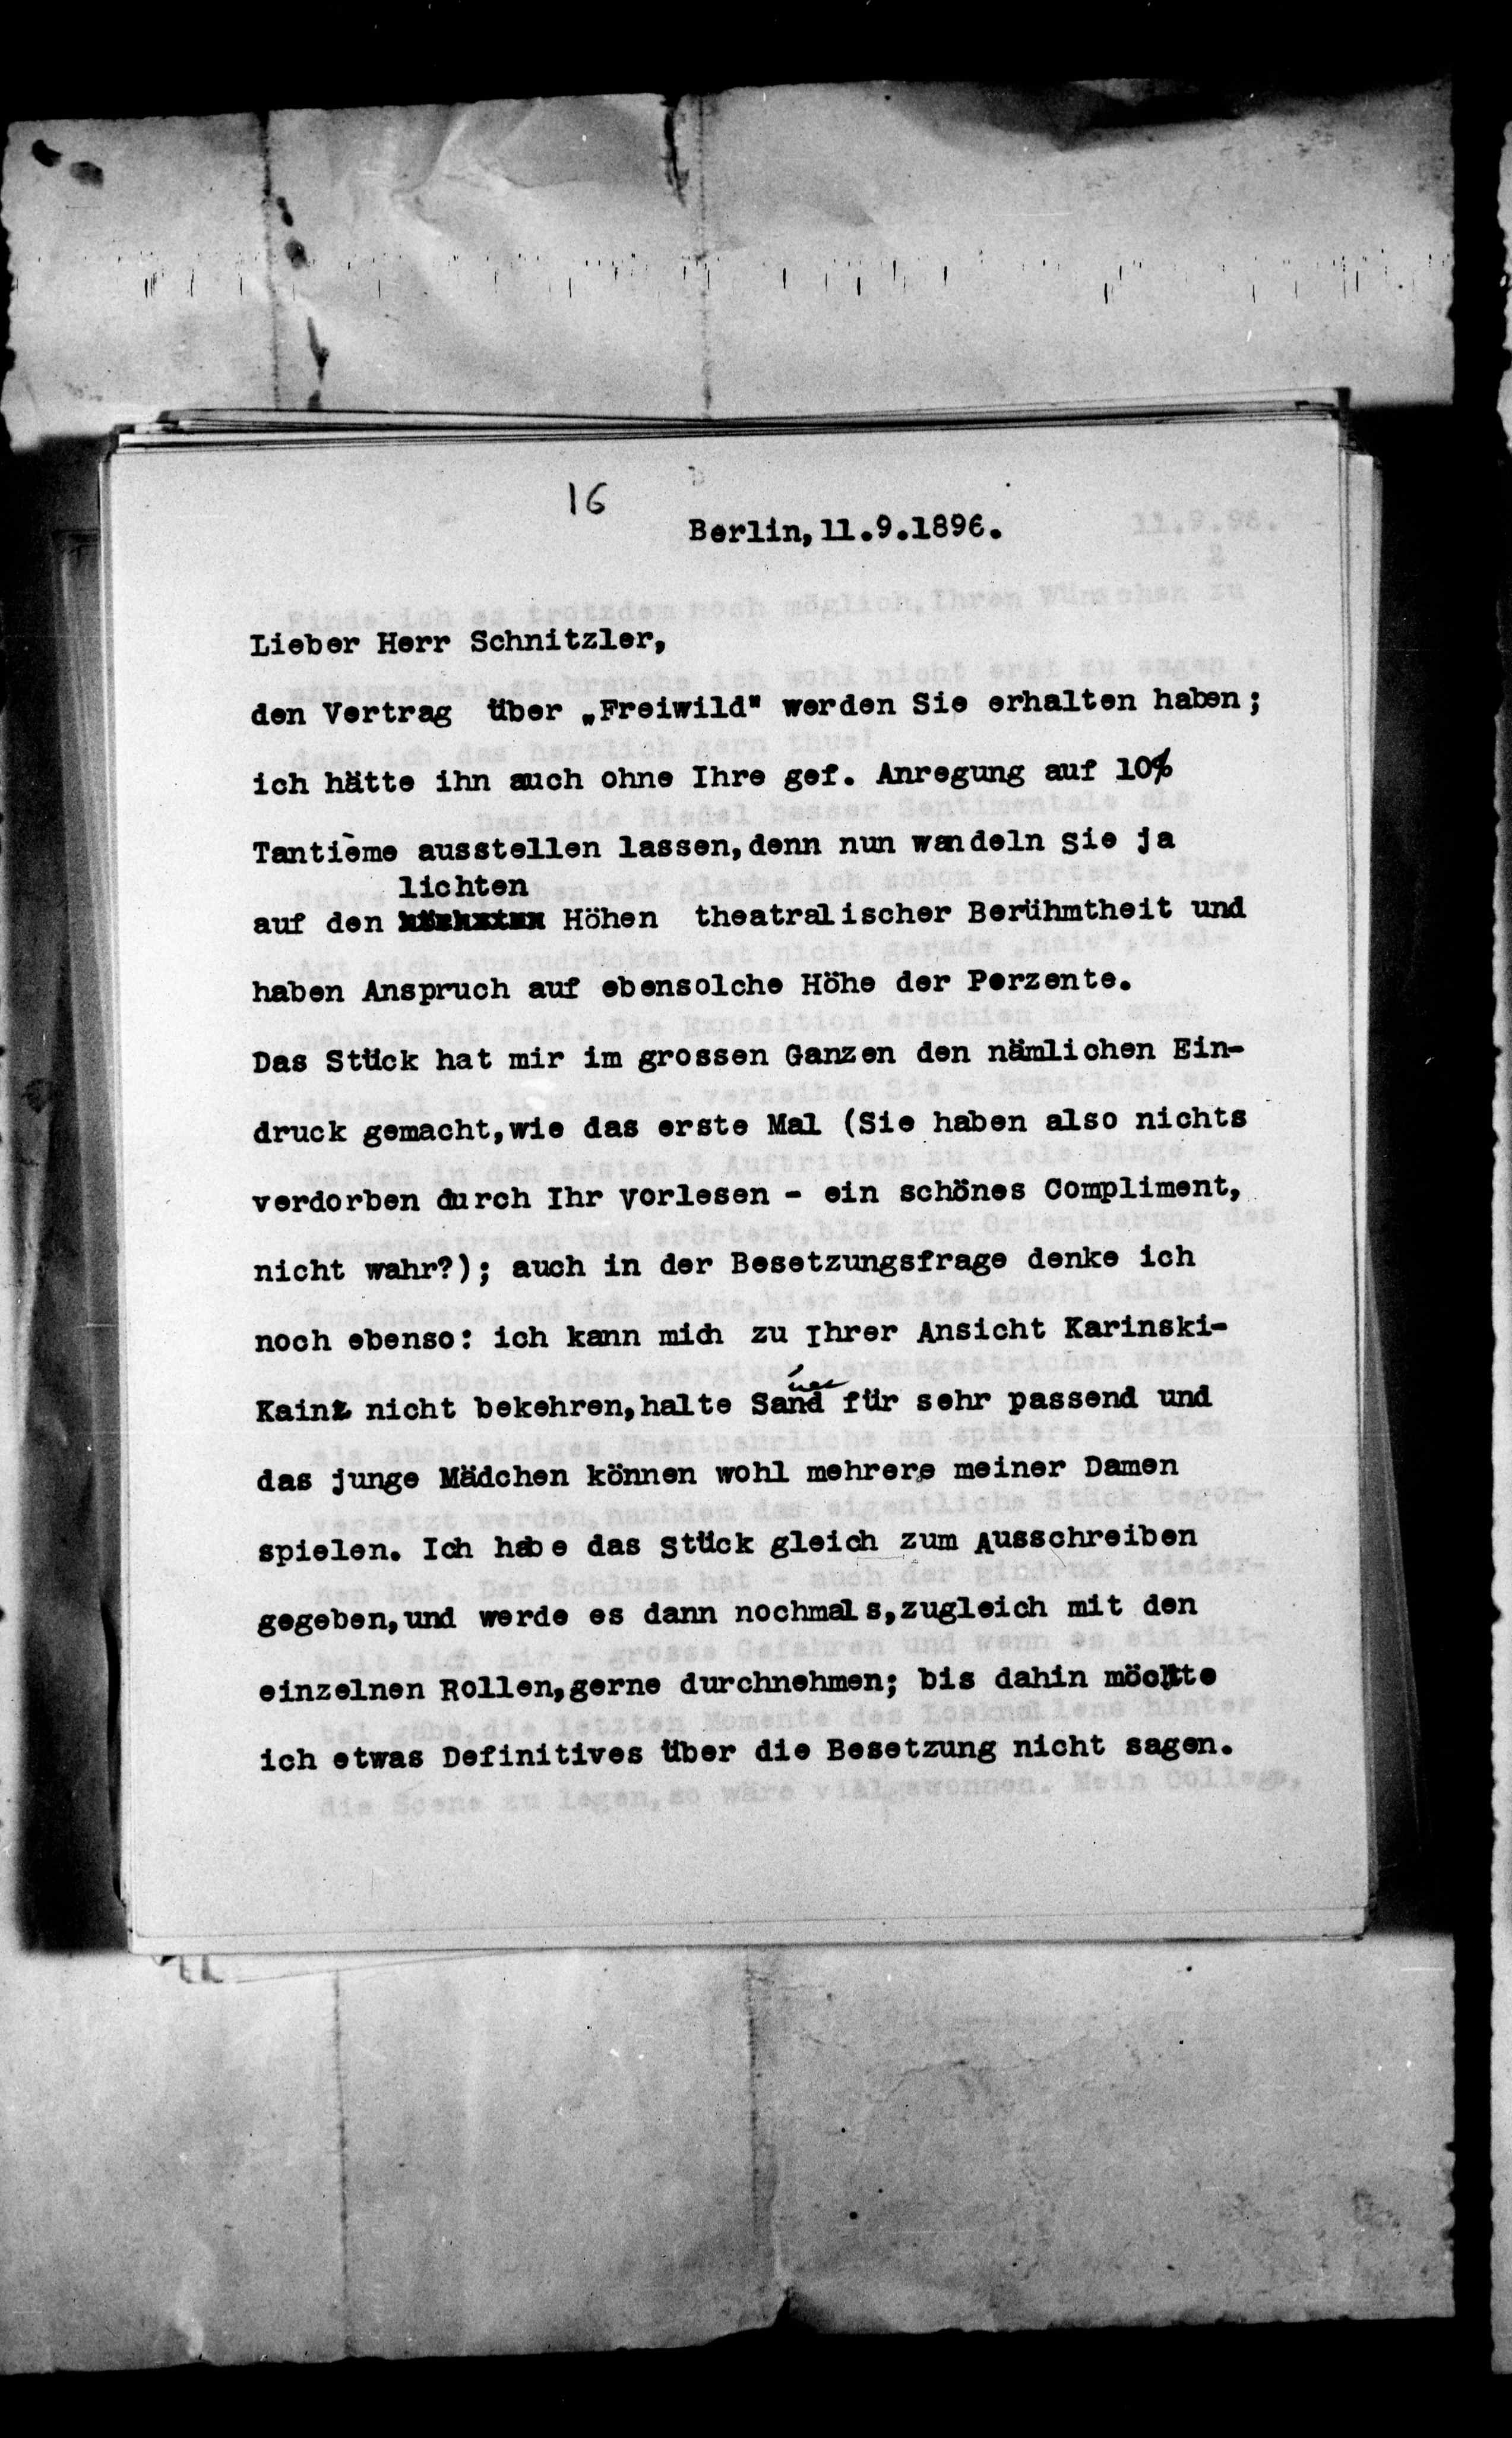 16
Berlin, 11.9.1896.
Lieber Herr Schnitzler,
den Vertrag über „Freiwild" werden Sie erhalten haben;
ich hätte ihn auch ohne Ihre gef. Anregung auf 10%
Tantième ausstellen lassen, denn nun wandeln Sie ja
lichten
auf den Höhen theatralischer Berühmtheit und
haben Anspruch auf ebensolche Höhe der Perzente.
Das Stück hat mir im grossen Ganzen den nämlichen Ein-
druck gemacht, wie das erste Mal (Sie haben also nichts
verdorben durch Ihr Vorlesen - ein schönes Compliment,
nicht wahr?); auch in der Besetzungsfrage denke ich
noch ebenso: ich kann mich zu Ihrer Ansicht Karinski-
Kainz nicht bekehren, halte Sand für sehr passend und
das junge Mädchen können wohl mehrere meiner Damen
spielen. Ich habe das Stück gleich zum Ausschreiben
gegeben, und werde es dann nochmals, zugleich mit den
einzelnen Rollen, gerne durchnehmen; bis dahin möchte
ich etwas Definitives über die Besetzung nicht sagen.